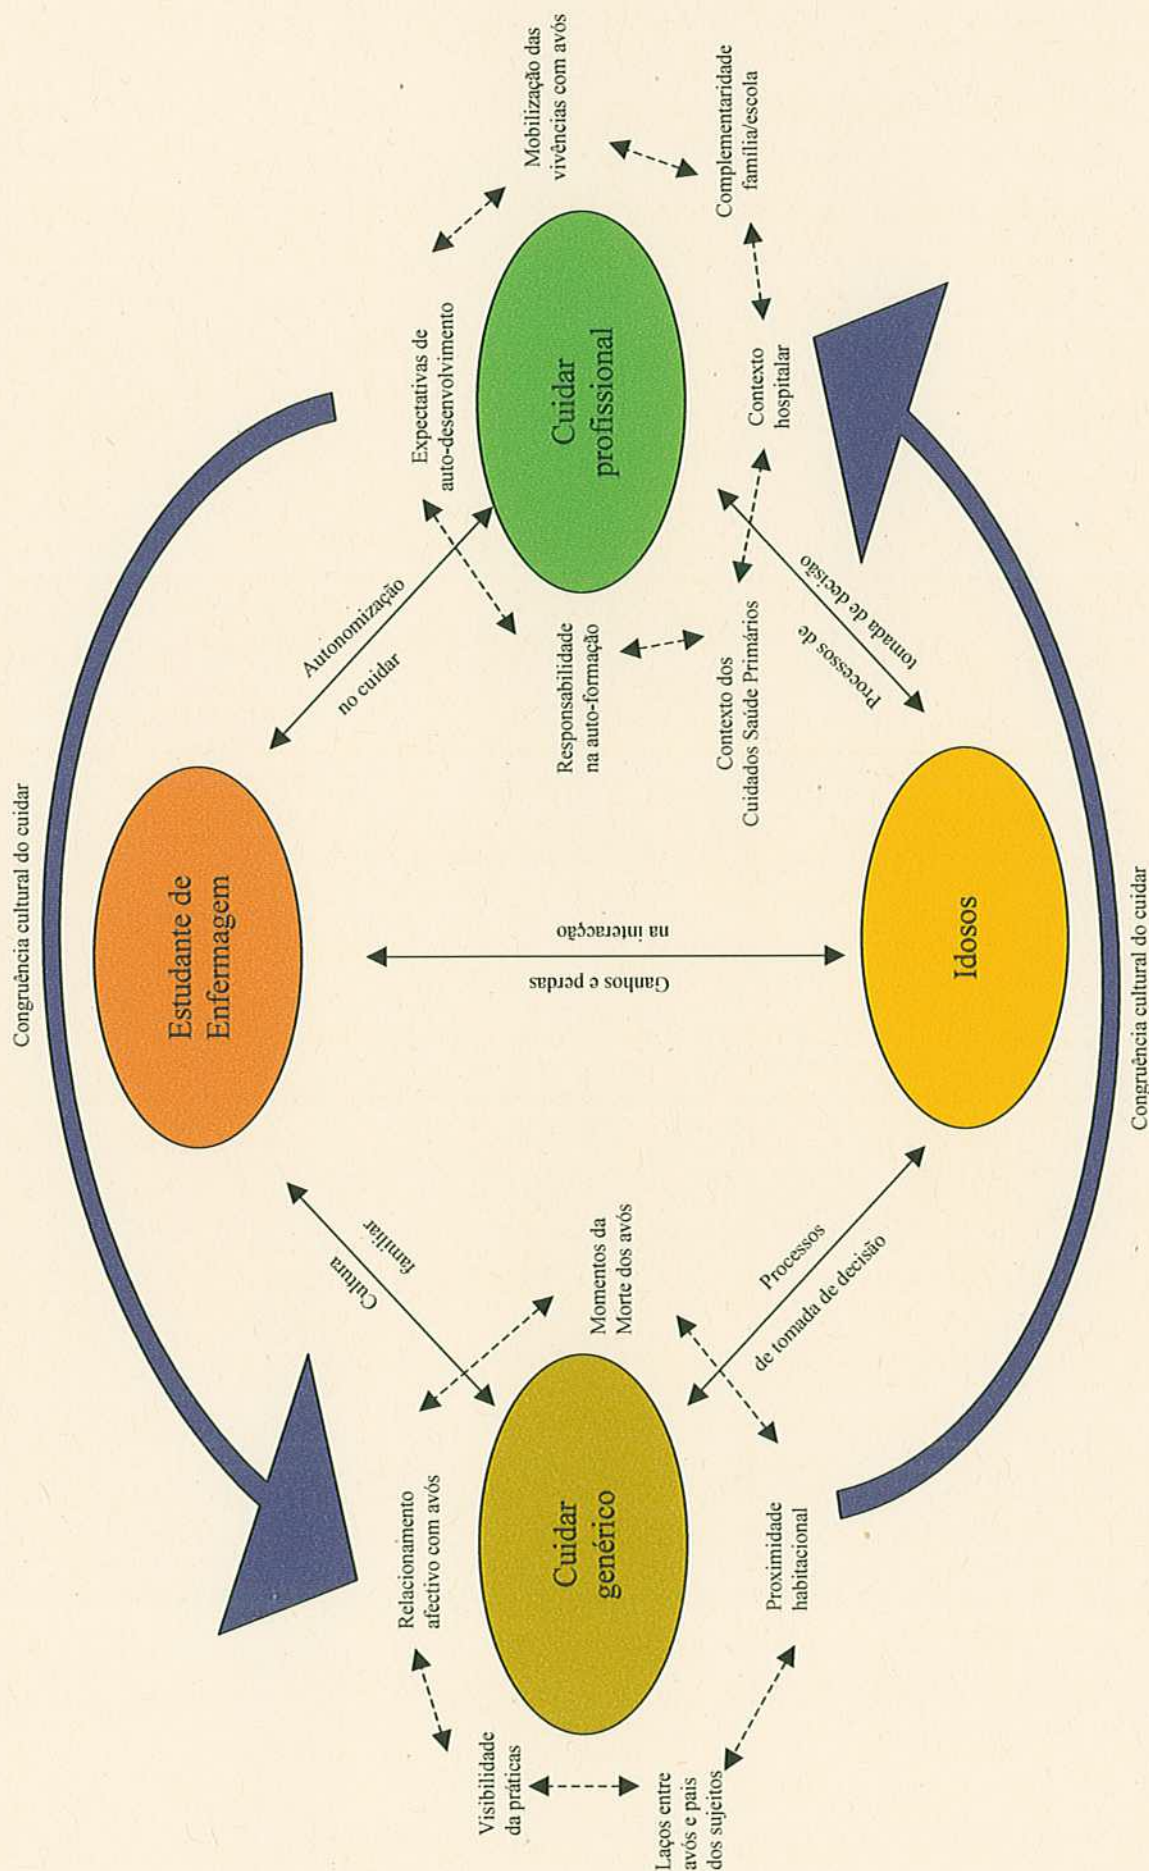 Congruência cultural do cuidar
Estudante de
Enfermagem
Cultura
familiar
Autonomização
no cuidar
Relacionamento
afectivo com avós
Expectativas de
auto-desenvolvimento
Visibilidade
da práticas
Momentos da
Morte dos avós
Responsabilidade
na auto-formação
Mobilização das
vivências com avós
Cuidar
genérico
Ganhos e perdas
na interacção
Cuidar
profissional
Laços entre
avós e pais
dos sujeitos
Proximidade
habitacional
Contexto dos
Cuidados Saúde Primários
Contexto
hospitalar
Complementaridade
família/escola
Processos
de tomada de decisão
Processos de
tomada de decisão
Idosos
Congruência cultural do cuidar